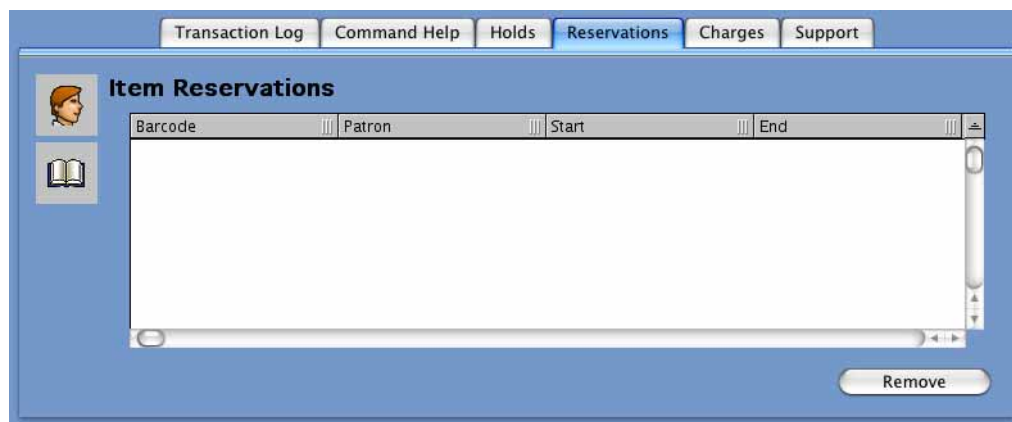 Transaction Log Command Help Holds Reservations Charges Support
Item Reservations
Barcode Patron Start End
Remove